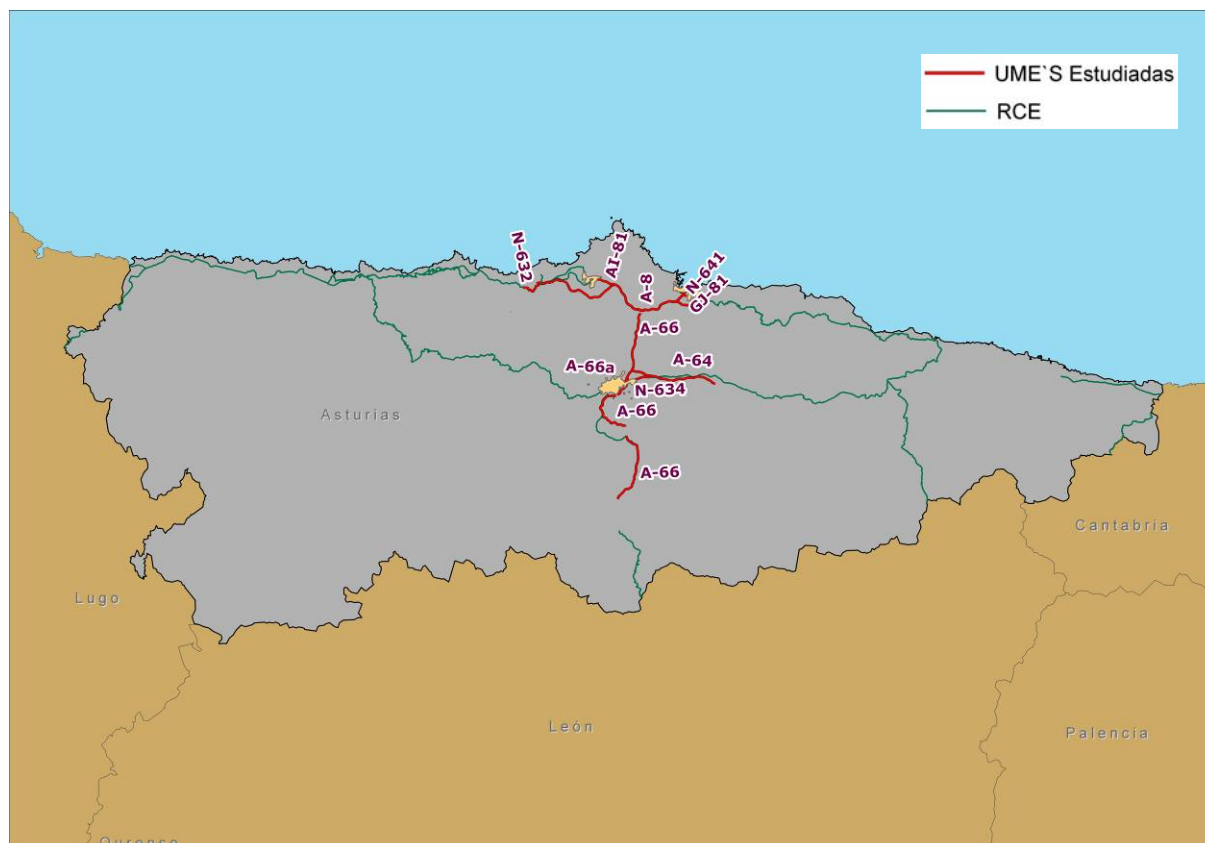 UME`S Estudiadas
RCE
N-632
AI-81
A-8
N-641
GJ-81
A-66
A-64
A-66a
N-634
A-66
Asturias
A-66
Cantabria
Lugo
León
Palencia
Ourense